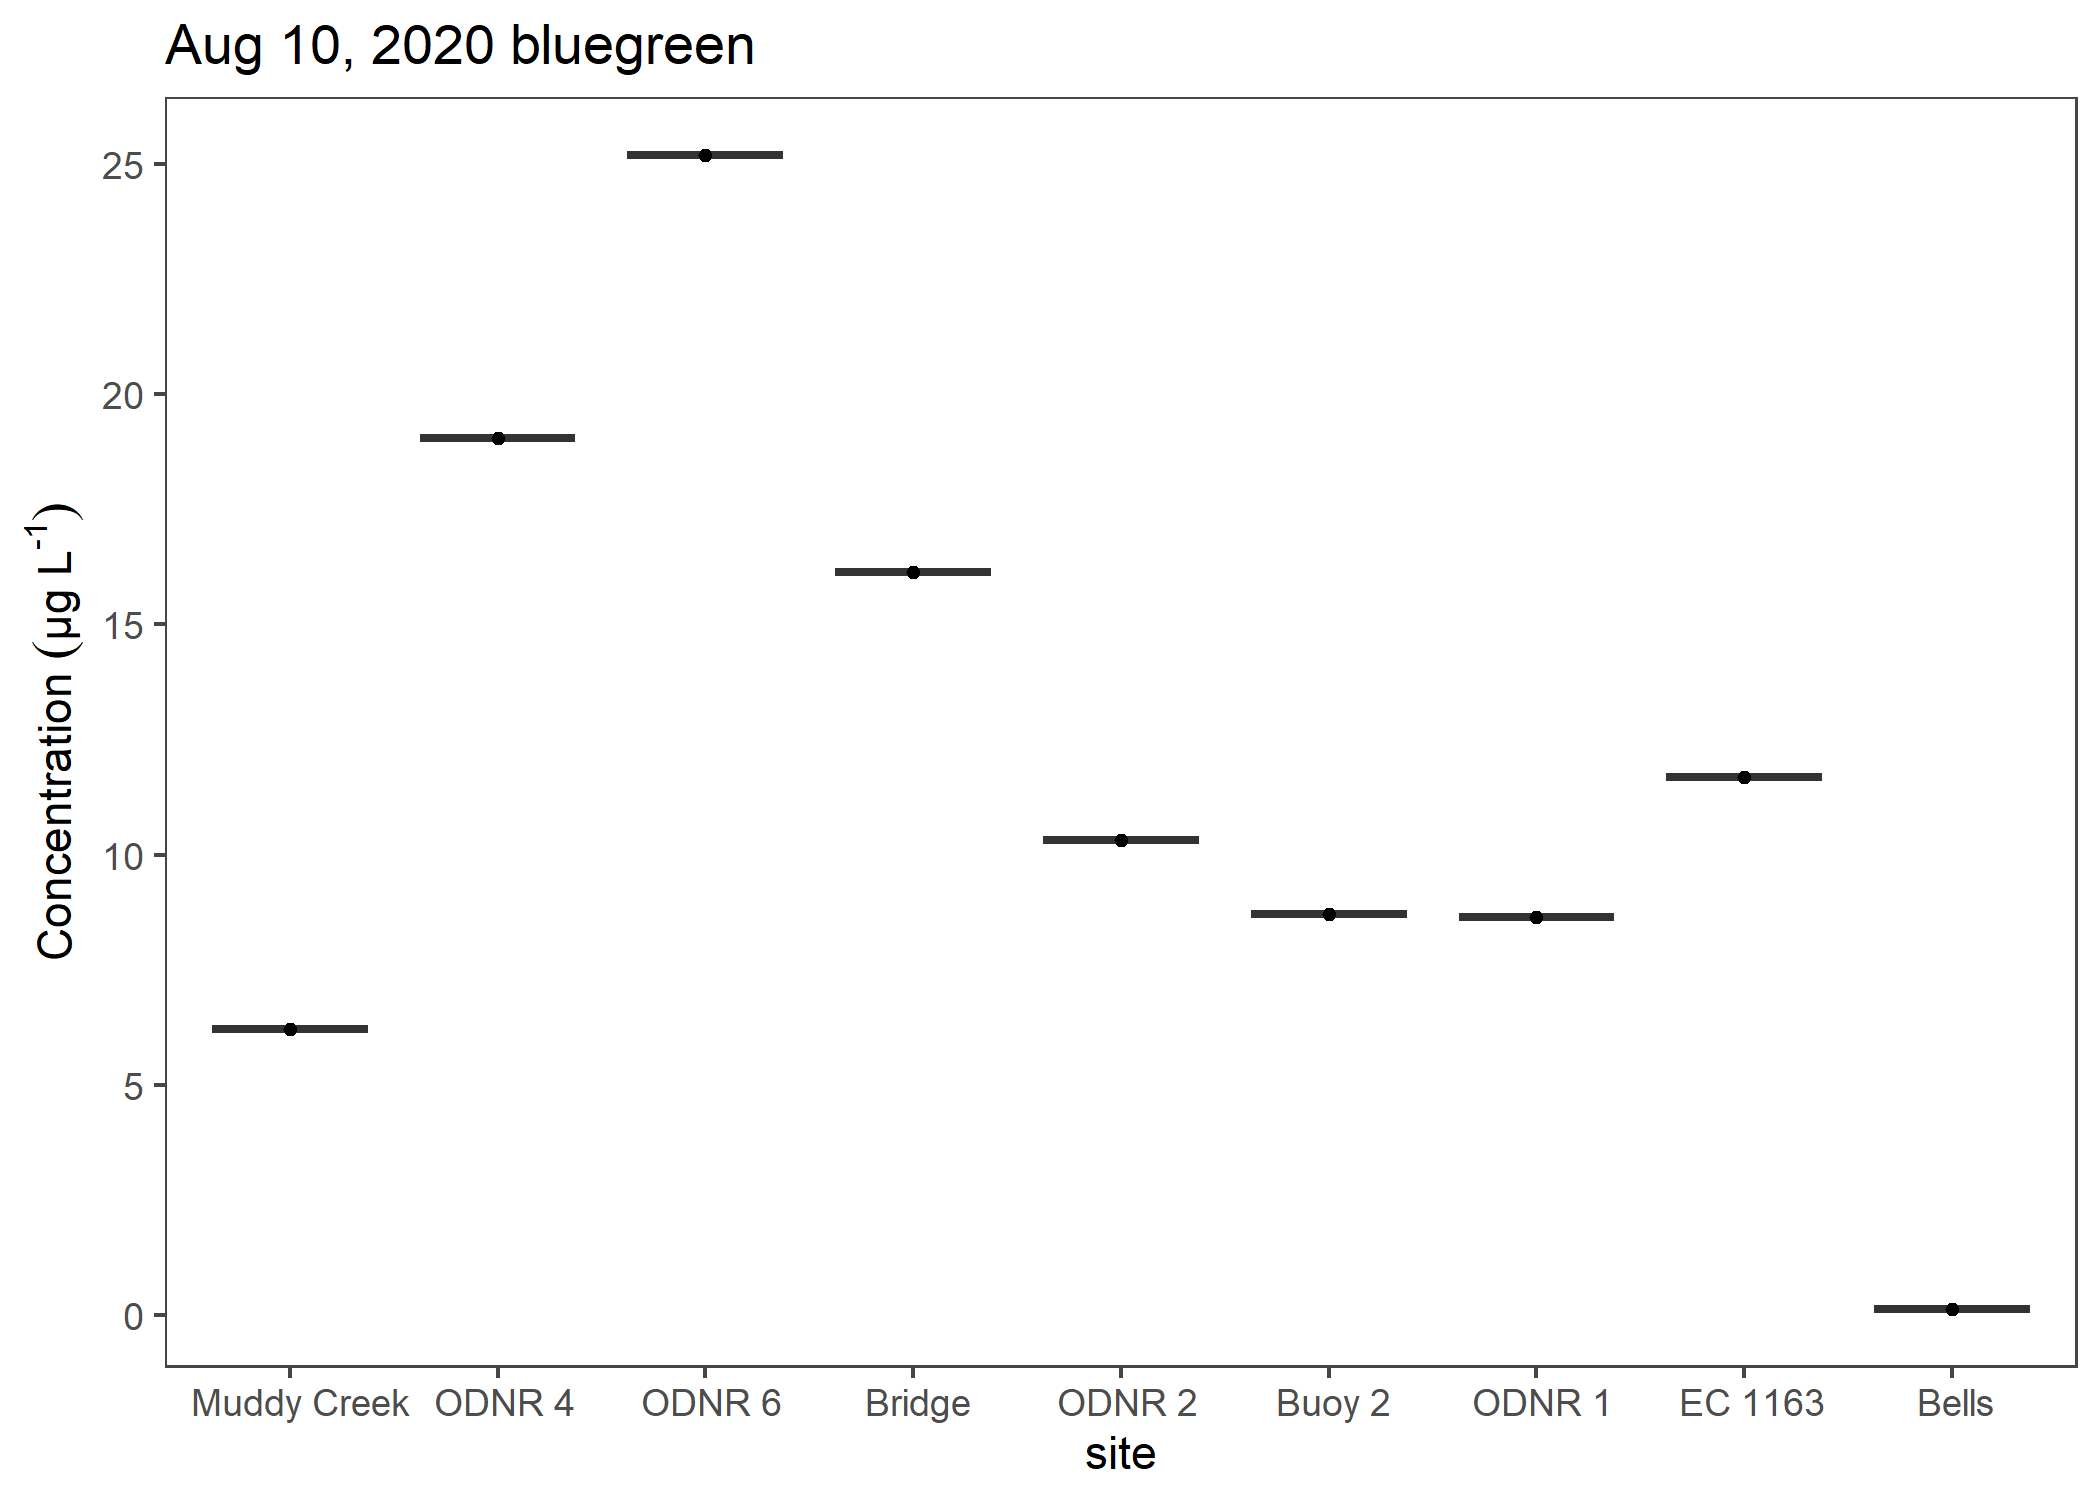 Aug 10, 2020 bluegreen
Concentration (µg L⁻¹)
25
20
15
10
5
0
Muddy Creek ODNR 4 ODNR 6 Bridge ODNR 2 Buoy 2 ODNR 1 EC 1163 Bells
site